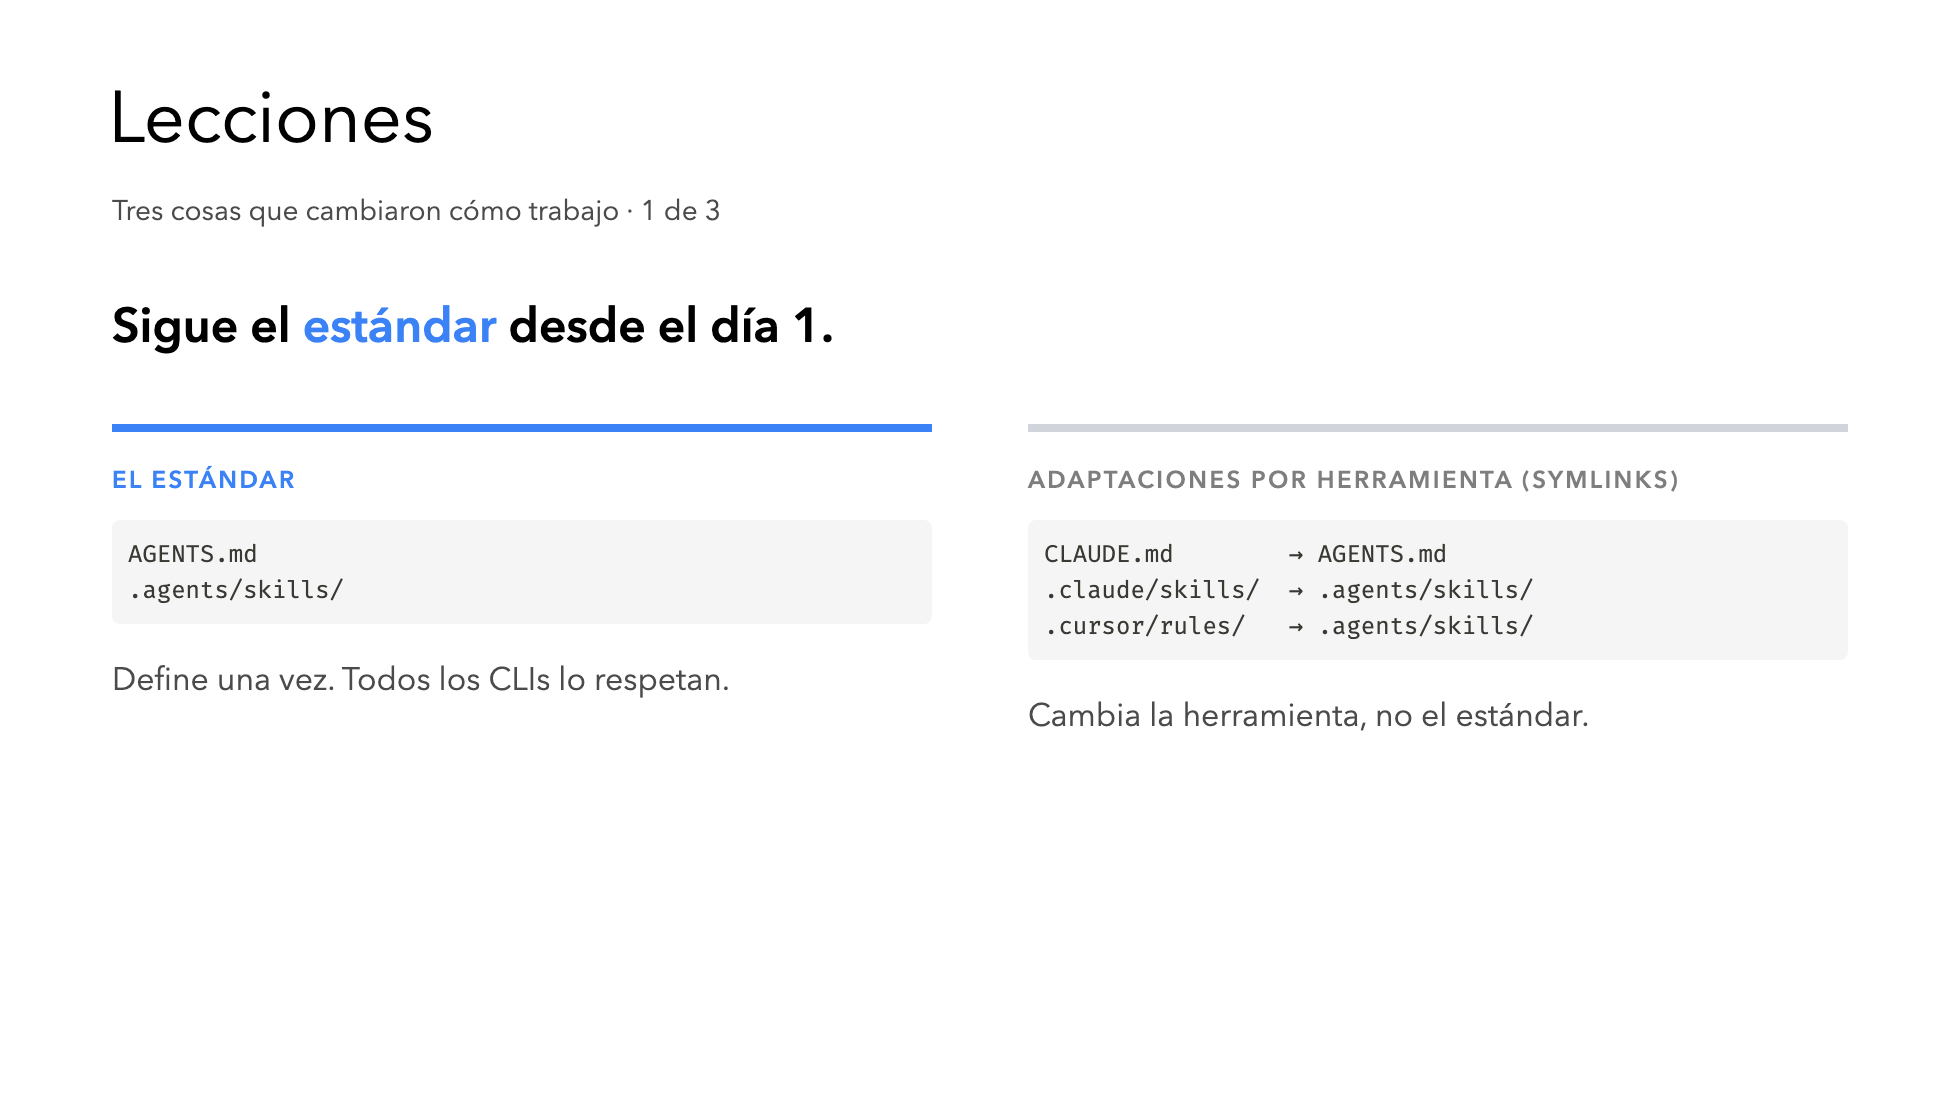 Lecciones
Tres cosas que cambiaron cómo trabajo · 1 de 3
Sigue el estándar desde el día 1.
EL ESTÁNDAR
AGENTS.md
.agents/skills/
Define una vez. Todos los CLIs lo respetan.
ADAPTACIONES POR HERRAMIENTA (SYMLINKS)
CLAUDE.md → AGENTS.md
.claude/skills/ → .agents/skills/
.cursor/rules/ → .agents/skills/
Cambia la herramienta, no el estándar.